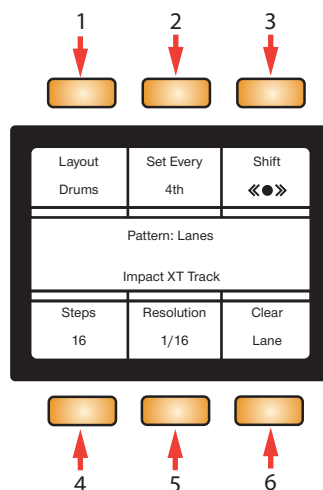 1 2 3
Layout Set Every Shift
Drums 4th «●»
Pattern: Lanes
Impact XT Track
Steps Resolution Clear
16 1/16 Lane
4 5 6